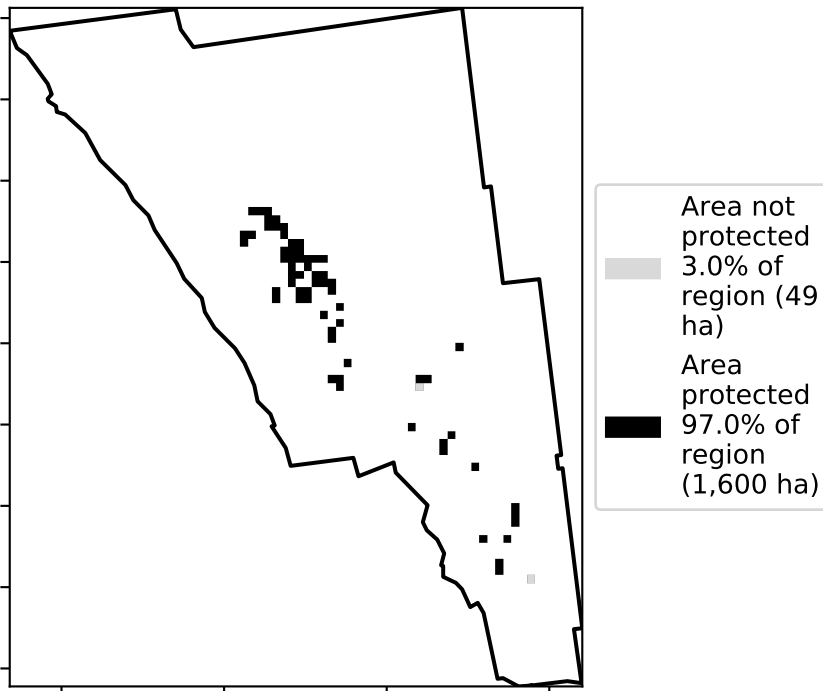 Area not
protected
3.0% of
region (49
ha)
Area
protected
97.0% of
region
(1,600 ha)